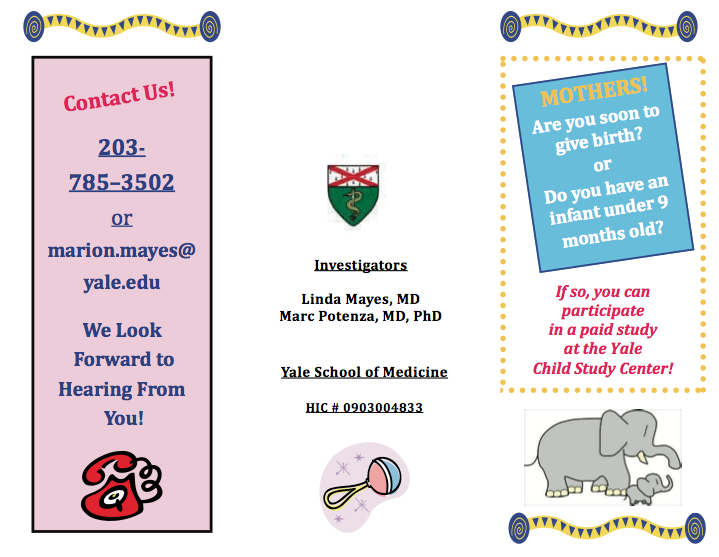 Contact Us!
203-
785–3502
or
marion.mayes@
yale.edu
We Look
Forward to
Hearing From
You!
Investigators
Linda Mayes, MD
Marc Potenza, MD, PhD
Yale School of Medicine
HIC # 0903004833
MOTHERS!
Are you soon to
give birth?
or
Do you have an
infant under 9
months old?
If so, you can
participate
in a paid study
at the Yale
Child Study Center!